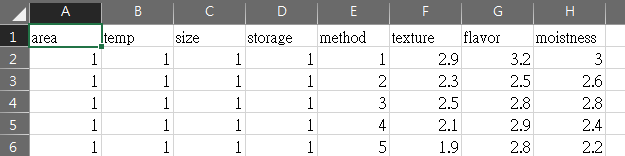 A B C D E F G H
1 area temp size storage method texture flavor moistness
2 1 1 1 1 1 2.9 3.2 3
3 1 1 1 1 2 2.3 2.5 2.6
4 1 1 1 1 3 2.5 2.8 2.8
5 1 1 1 1 4 2.1 2.9 2.4
6 1 1 1 1 5 1.9 2.8 2.2